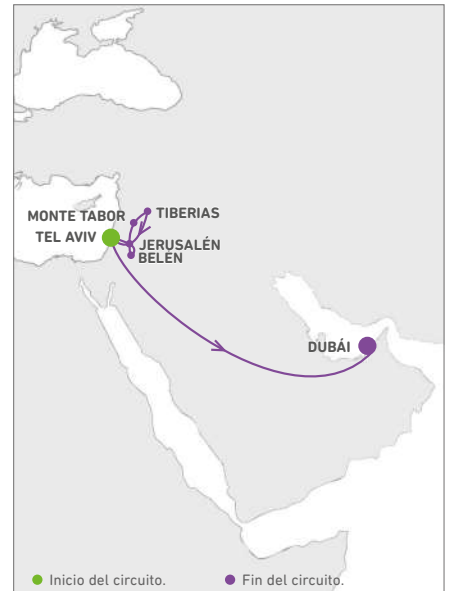 MONTE TABOR
TIBERIAS
TEL AVIV
JERUSALÉN
BELÉN
DUBÁI
Inicio del circuito.
Fin del circuito.